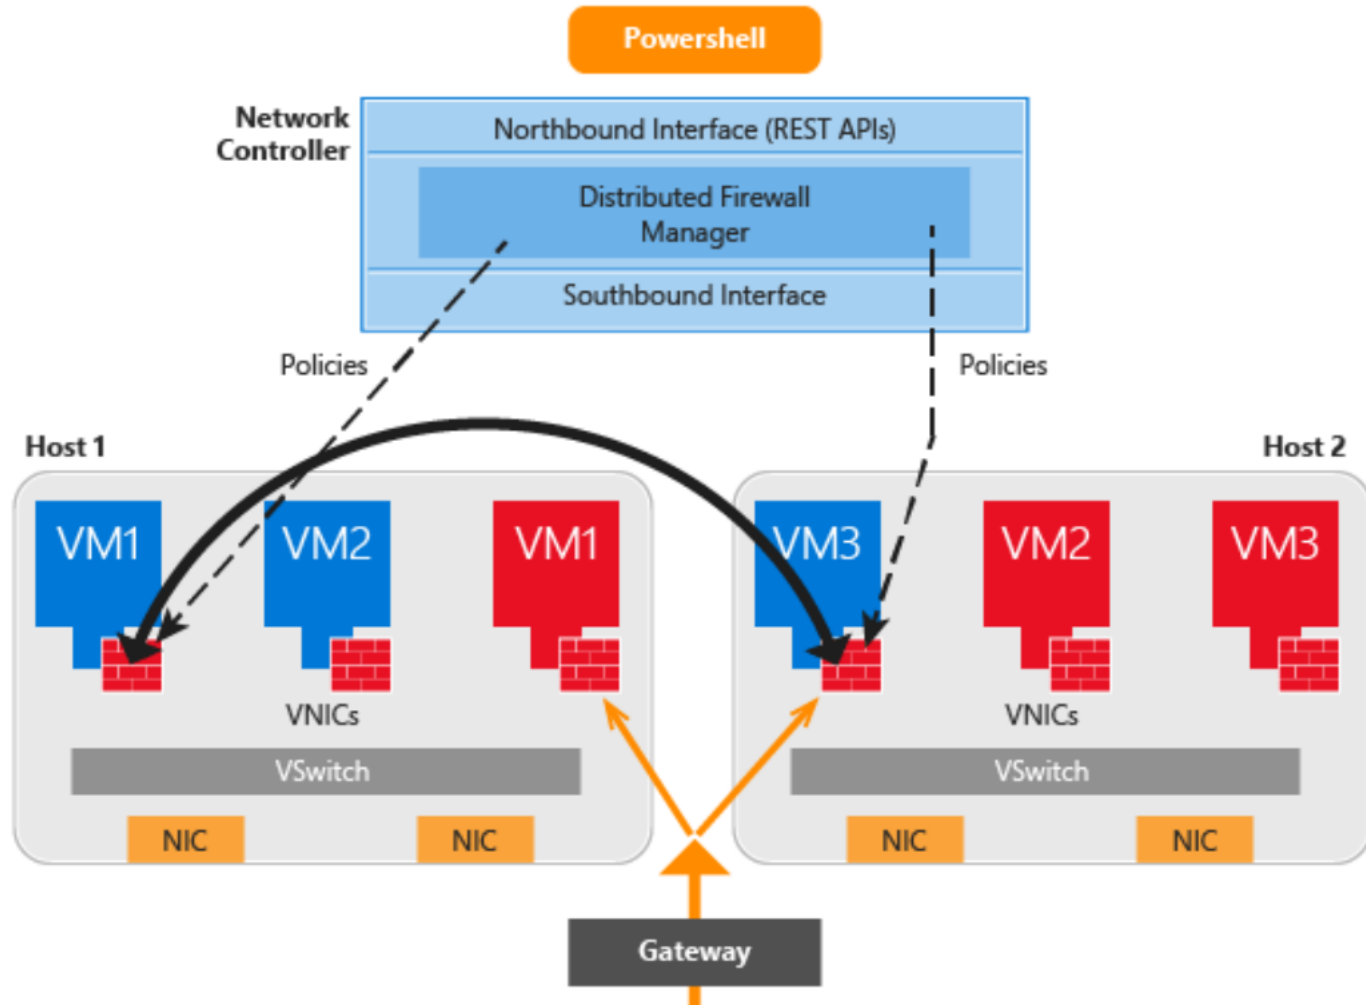 Powershell
Network
Controller
Northbound Interface (REST APIs)
Distributed Firewall
Manager
Southbound Interface
Policies
Policies
Host 1
Host 2
VM1
VM2
VM1
VM3
VM2
VM3
VNICs
VNICs
VSwitch
VSwitch
NIC
NIC
NIC
NIC
Gateway